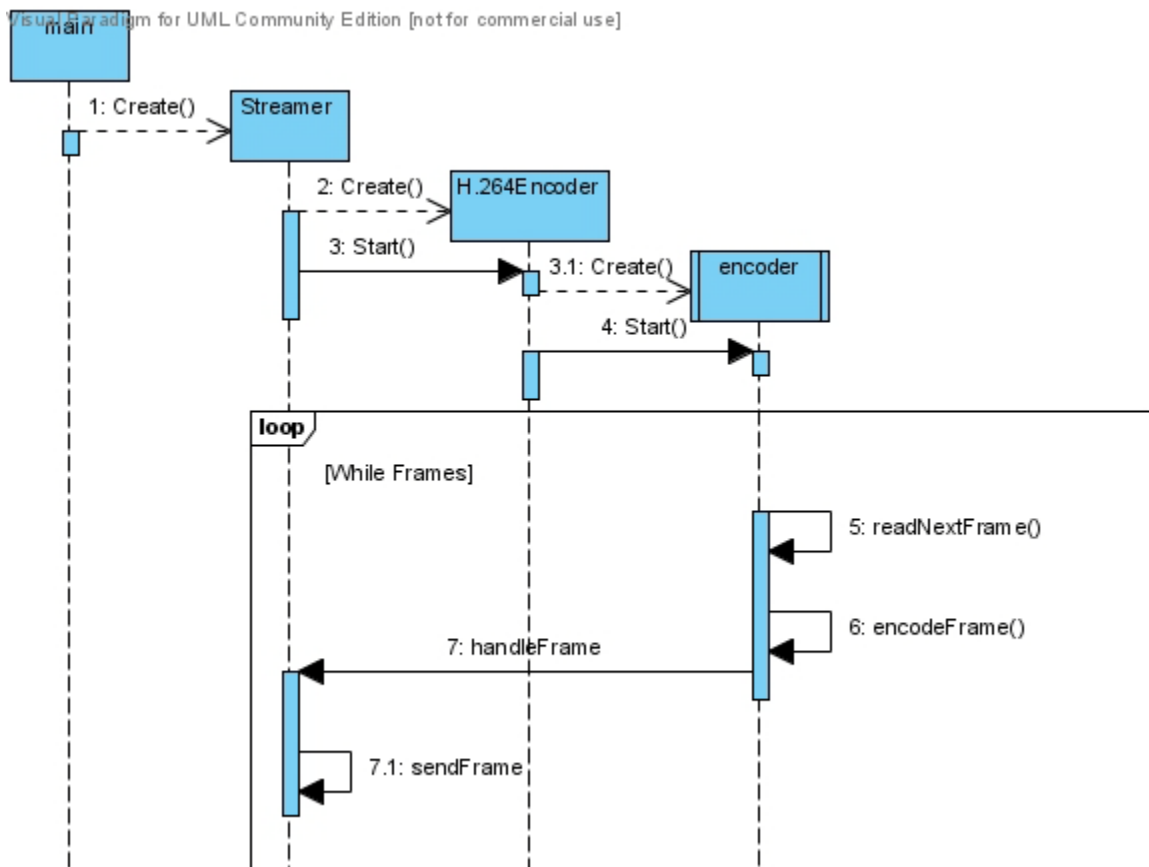 Visual Paradigm for UML Community Edition [not for commercial use]
main
1: Create()
Streamer
2: Create()
H.264Encoder
3: Start()
3.1: Create()
encoder
4: Start()
loop
[While Frames]
5: readNextFrame()
6: encodeFrame()
7: handleFrame
7.1: sendFrame